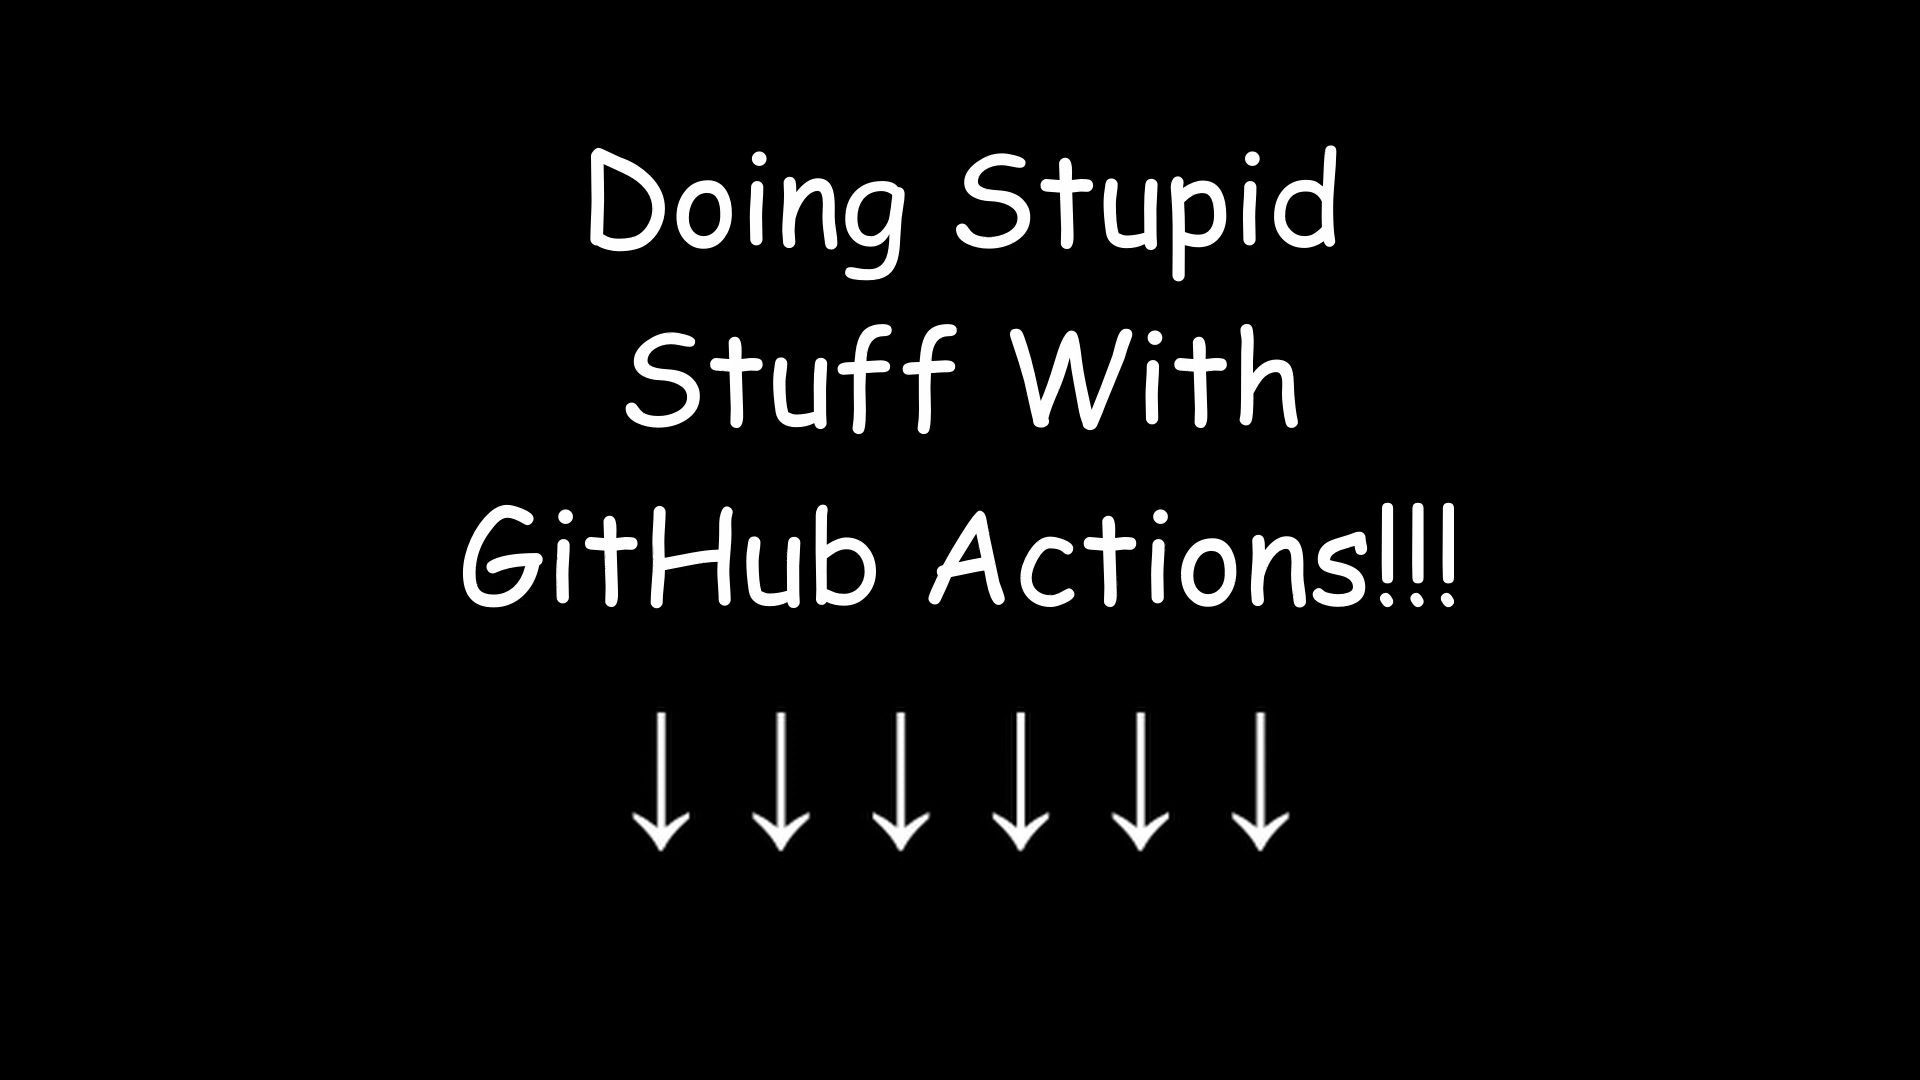 Doing Stupid
Stuff With
GitHub Actions!!!
↓ ↓ ↓ ↓ ↓ ↓